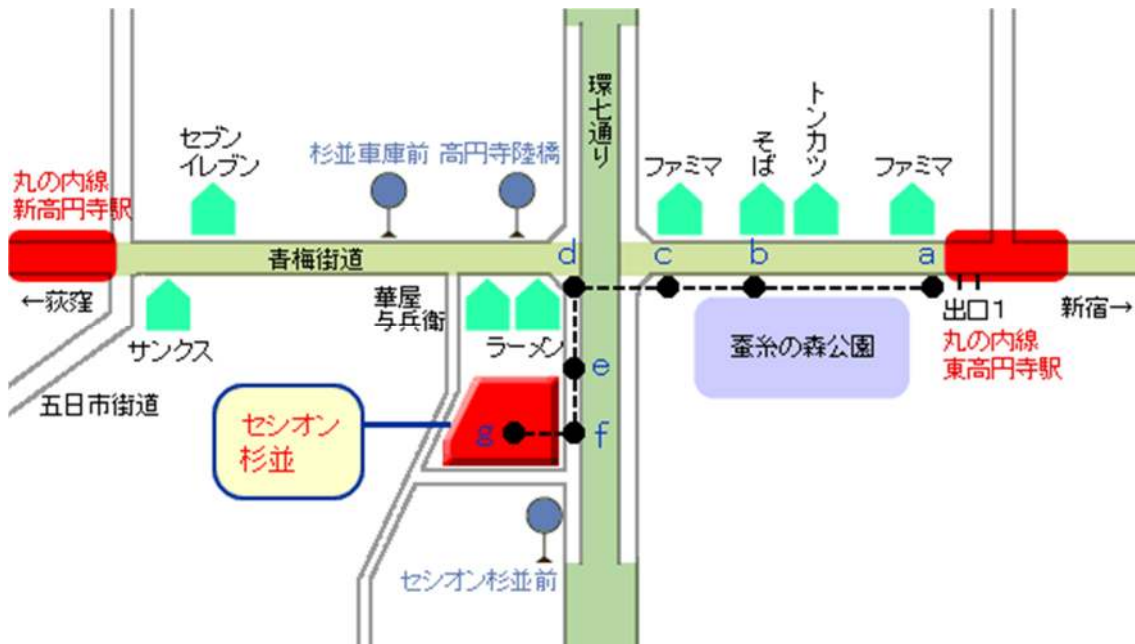 環七通り
トンカツ
そば
セブン
イレブン
杉並車庫前
高円寺陸橋
ファミマ
ファミマ
丸の内線
新高円寺駅
青梅街道
d
c
b
a
←荻窪
華屋
与兵衛
出口1
新宿→
サンクス
ラーメン
蚕糸の森公園
丸の内線
東高円寺駅
e
五日市街道
セシオン
杉並
g
f
セシオン杉並前